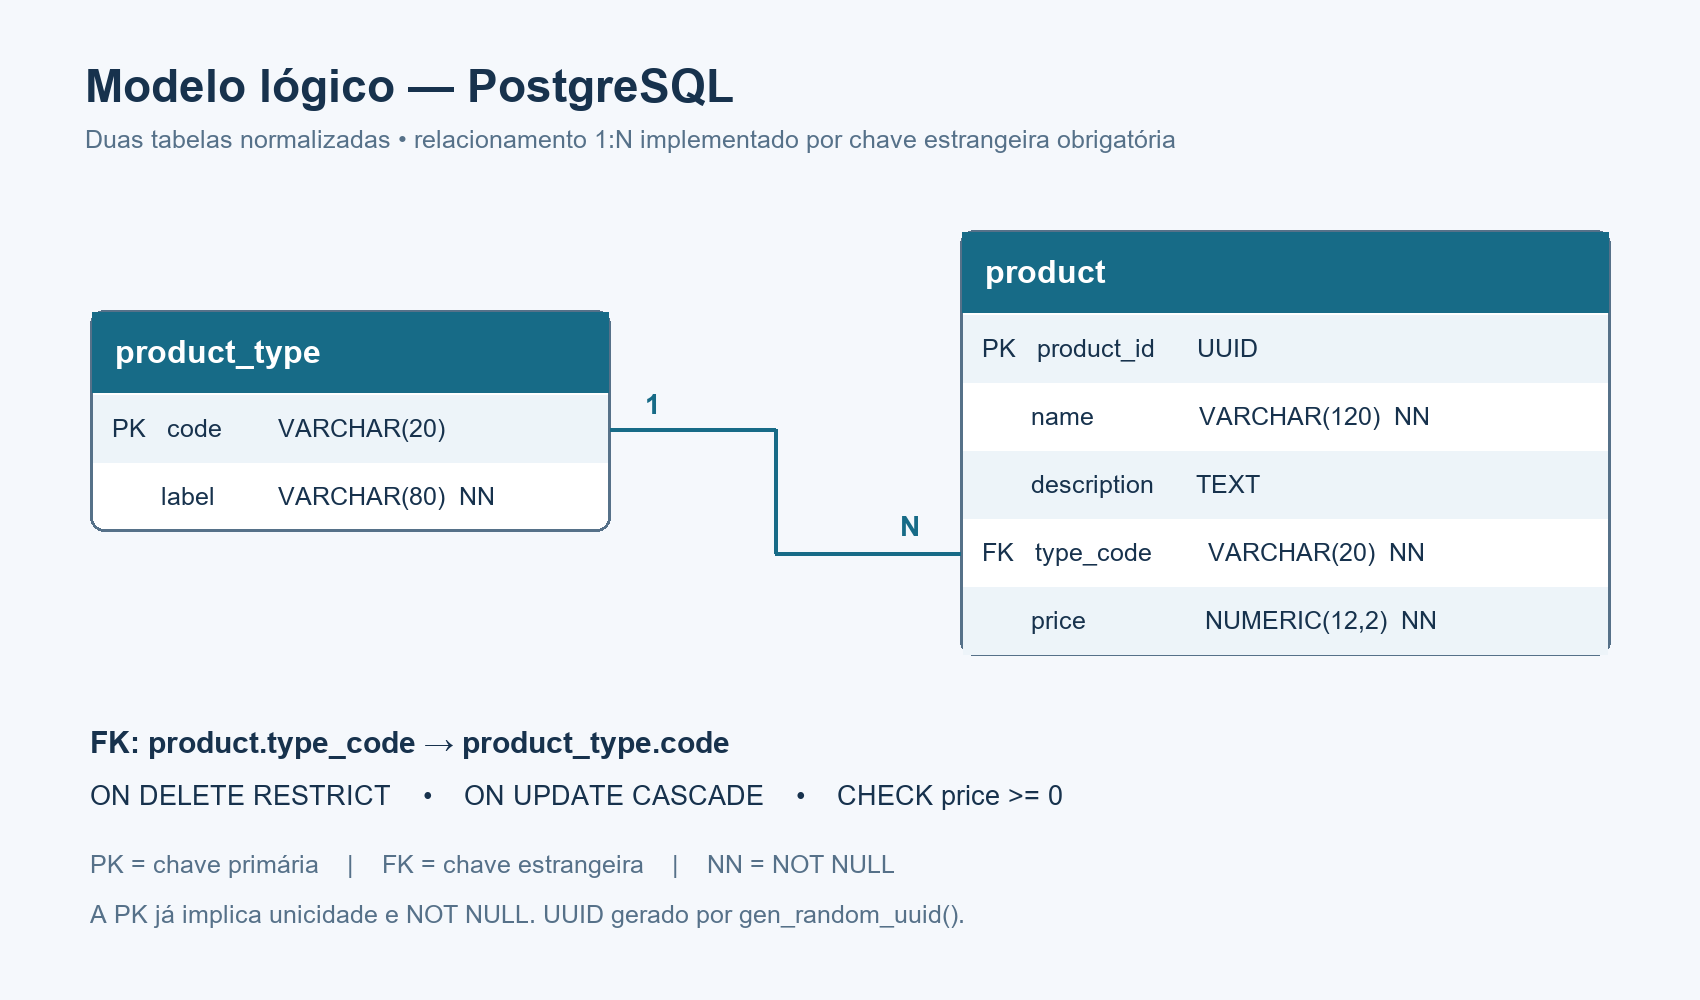 Modelo lógico — PostgreSQL
Duas tabelas normalizadas • relacionamento 1:N implementado por chave estrangeira obrigatória
product_type
PK code VARCHAR(20)
label VARCHAR(80) NN
1
N
product
PK product_id UUID
name VARCHAR(120) NN
description TEXT
FK type_code VARCHAR(20) NN
price NUMERIC(12,2) NN
FK: product.type_code → product_type.code
ON DELETE RESTRICT • ON UPDATE CASCADE • CHECK price >= 0
PK = chave primária | FK = chave estrangeira | NN = NOT NULL
A PK já implica unicidade e NOT NULL. UUID gerado por gen_random_uuid().